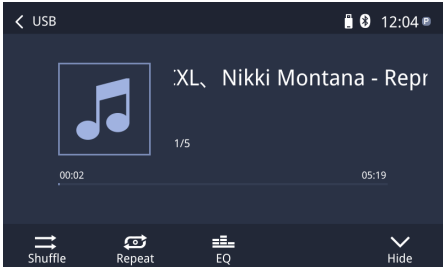 USB 12:04 P
:XL、Nikki Montana - Repr
1/5
00:02 05:19
Shuffle Repeat EQ Hide